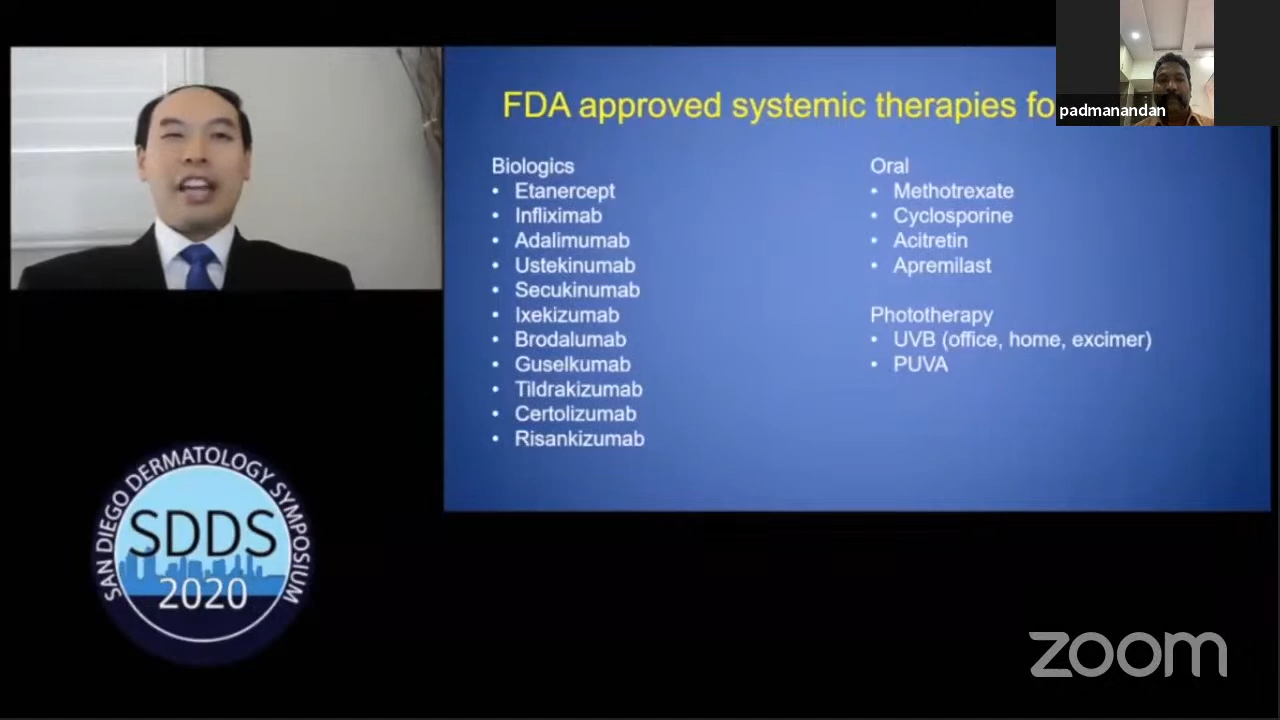 FDA approved systemic therapies fo
padmanandan
Biologics
• Etanercept
• Infliximab
• Adalimumab
• Ustekinumab
• Secukinumab
• Ixekizumab
• Brodalumab
• Guselkumab
• Tildrakizumab
• Certolizumab
• Risankizumab
Oral
• Methotrexate
• Cyclosporine
• Acitretin
• Apremilast
Phototherapy
• UVB (office, home, excimer)
• PUVA
SAN DIEGO DERMATOLOGY SYMPOSIUM
SDDS
2020
zoom